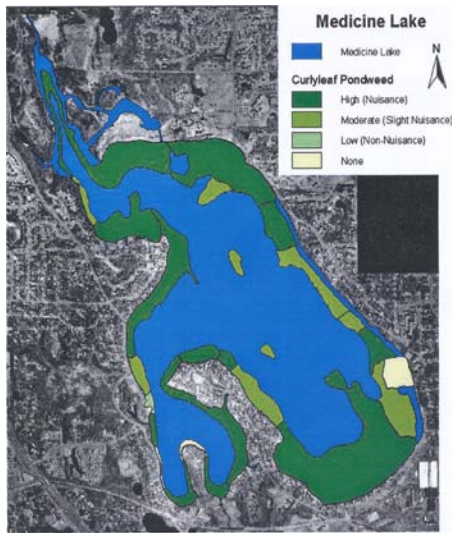 Medicine Lake
Medicine Lake
N
Curlyleaf Pondweed
High (Nuisance)
Moderate (Slight Nuisance)
Low (Non-Nuisance)
None